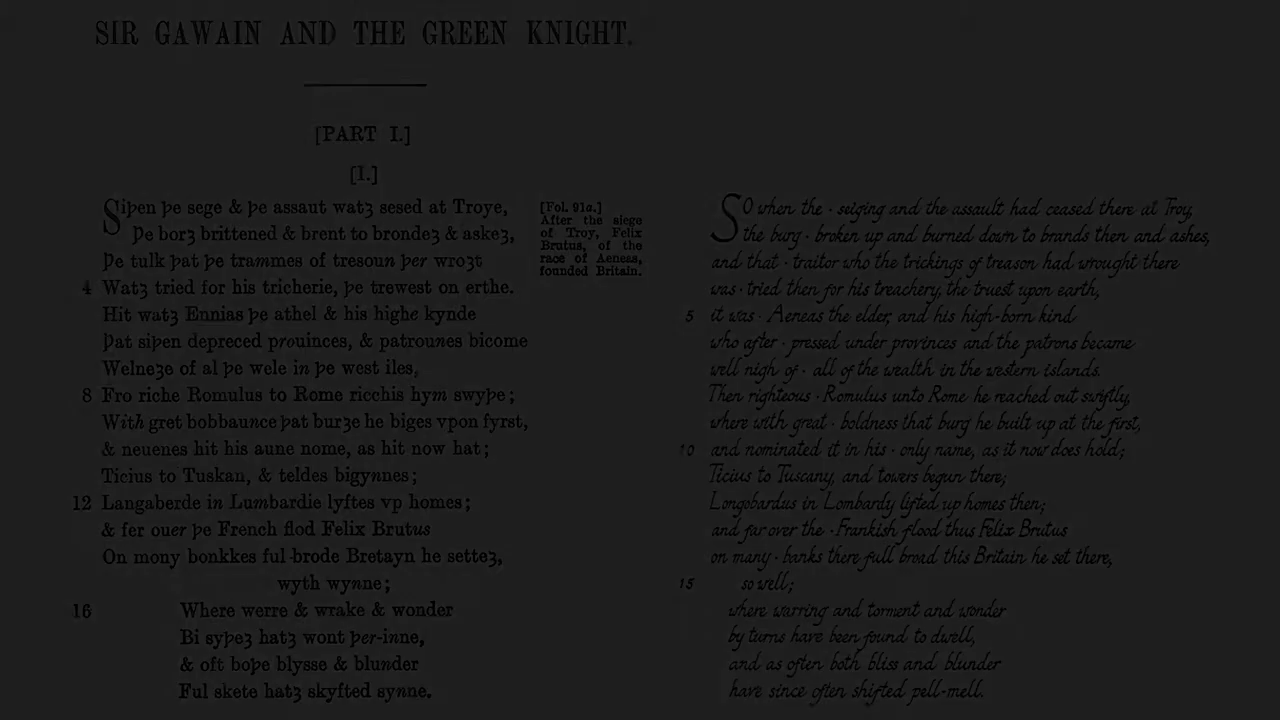 SIR GAWAIN AND THE GREEN KNIGHT.
[PART I.]
[I.]
Siþen þe sege & þe assaut watȝ sesed at Troye,
Þe borȝ brittened & brent to brondeȝ & askeȝ,
Þe tulk þat þe trammes of tresoun þer wroȝt
4 Watȝ tried for his tricherie, þe trewest on erthe.
Hit watȝ Ennias þe athel & his highe kynde
Þat siþen depreced prouinces, & patrounes bicome
Welneȝe of al þe wele in þe west iles,
8 Fro riche Romulus to Rome ricchis hym swyþe;
With gret bobbaunce þat burȝe he biges vpon fyrst,
& neuenes hit his aune nome, as hit now hat;
Ticius to Tuskan, & teldes bigynnes;
12 Langaberde in Lumbardie lyftes vp homes;
& fer ouer þe French flod Felix Brutus
On mony bonkkes ful brode Bretayn he setteȝ,
wyth wynne;
16 Where werre & wrake & wonder
Bi syþeȝ hatȝ wont þer-inne,
& oft boþe blysse & blunder
Ful skete hatȝ skyfted synne.
[Fol. 91a.]
After the siege
of Troy, Felix
Brutus, of the
race of Aeneas,
founded Britain.
SO when the · seiging and the assault had ceased there at Troy,
the burg · broken up and burned down to brands then and ashes,
and that · traitor who the trickings of treason had wrought there
was · tried then for his treachery, the truest upon earth,
5 it was · Aeneas the elder, and his high-born kind
who after · pressed under provinces and the patrons became
well nigh of · all of the wealth in the western islands.
Then righteous · Romulus unto Rome he reached out swiftly,
where with great · boldness that burg he built up at the first,
10 and nominated it in his · only name, as it now does hold;
Ticius to Tuscany, and towers begun there;
Longobardus in Lombardy lifted up homes then;
and far over the · Frankish flood thus Felix Brutus
on many · banks there full broad this Britain he set there,
15 so well;
where warring and torment and wonder
by turns have been found to dwell,
and as often both bliss and blunder
have since often shifted pell-mell.